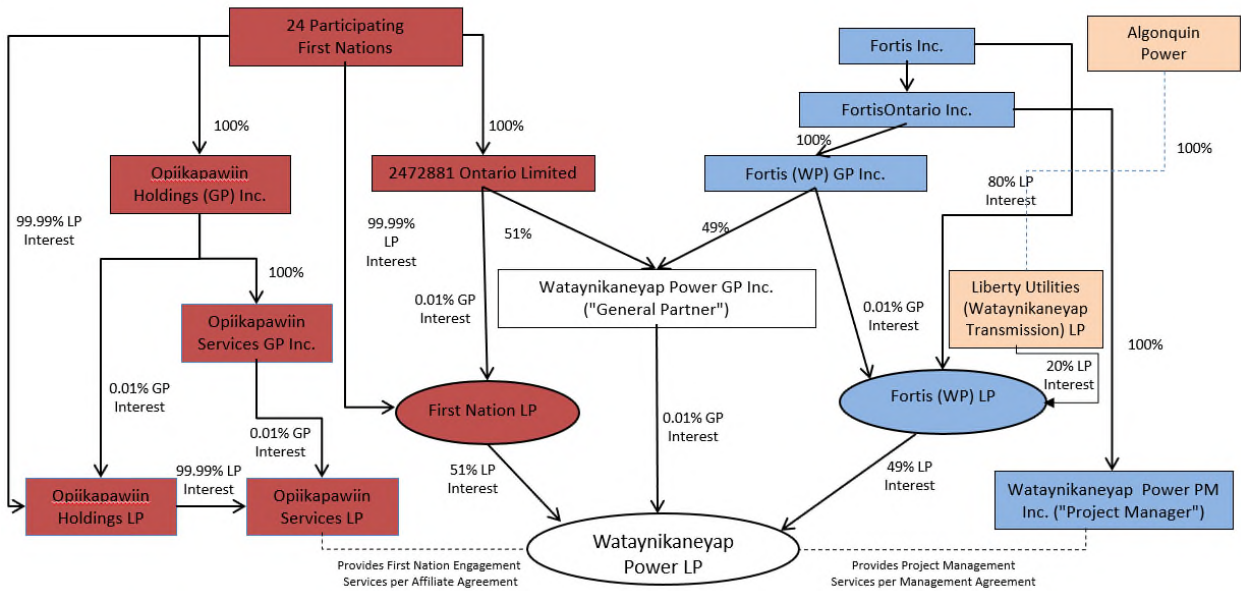 24 Participating
First Nations
Fortis Inc.
Algonquin
Power
FortisOntario Inc.
100%
100%
100%
100%
Opiikapawiin
Holdings (GP) Inc.
2472881 Ontario Limited
Fortis (WP) GP Inc.
80% LP
Interest
99.99% LP
Interest
99.99%
LP
Interest
51%
49%
100%
0.01% GP
Interest
Wataynikaneyap Power GP Inc.
("General Partner")
0.01% GP
Interest
Liberty Utilities
(Wataynikaneyap
Transmission) LP
Opiikapawiin
Services GP Inc.
100%
20% LP
Interest
0.01% GP
Interest
First Nation LP
Fortis (WP) LP
0.01% GP
Interest
0.01% GP
Interest
99.99% LP
Interest
51% LP
Interest
49% LP
Interest
Opiikapawiin
Holdings LP
Opiikapawiin
Services LP
Wataynikaneyap Power PM
Inc. ("Project Manager")
Wataynikaneyap
Power LP
Provides First Nation Engagement
Services per Affiliate Agreement
Provides Project Management
Services per Management Agreement